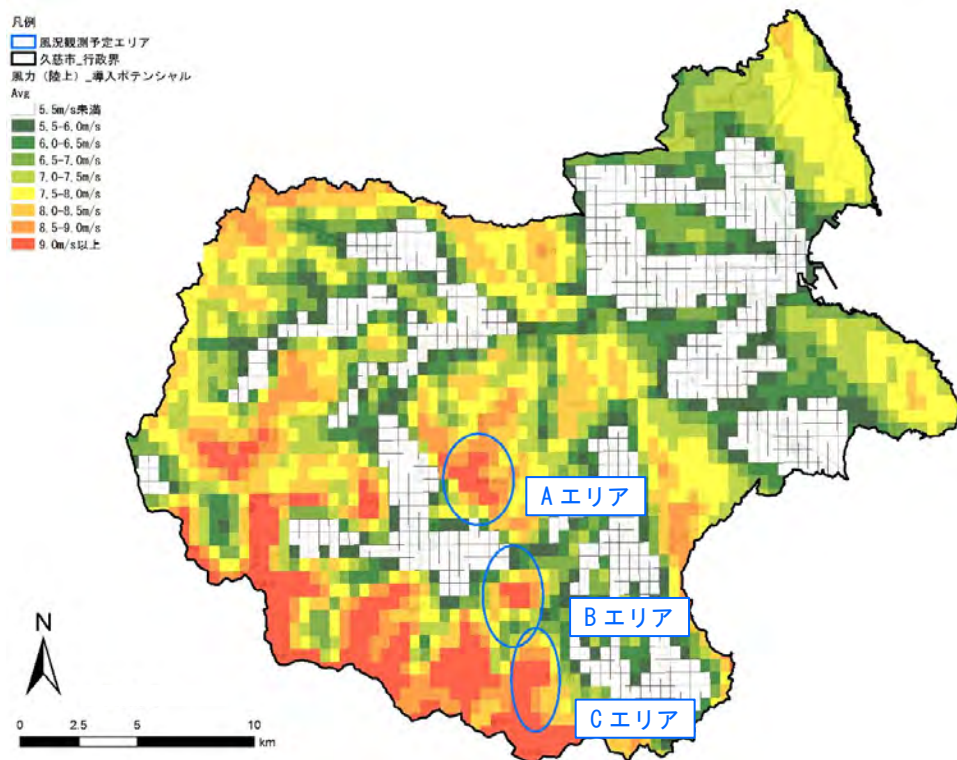 凡例
風況観測予定エリア
久慈市_行政界
風力（陸上）_導入ポテンシャル
Avg
5.5m/s未満
5.5-6.0m/s
6.0-6.5m/s
6.5-7.0m/s
7.0-7.5m/s
7.5-8.0m/s
8.0-8.5m/s
8.5-9.0m/s
9.0m/s以上
Aエリア
Bエリア
Cエリア
N
0 2.5 5 10
km